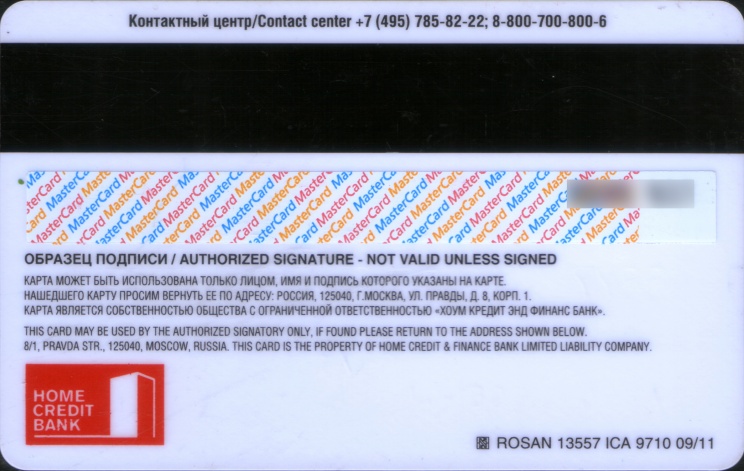 Контактный центр/Contact center +7 (495) 785-82-22; 8-800-700-800-6
MasterCard MasterCard MasterCard MasterCard
ОБРАЗЕЦ ПОДПИСИ / AUTHORIZED SIGNATURE - NOT VALID UNLESS SIGNED
КАРТА МОЖЕТ БЫТЬ ИСПОЛЬЗОВАНА ТОЛЬКО ЛИЦОМ, ИМЯ И ПОДПИСЬ КОТОРОГО УКАЗАНЫ НА КАРТЕ.
НАШЕДШЕГО КАРТУ ПРОСИМ ВЕРНУТЬ ЕЕ ПО АДРЕСУ: РОССИЯ, 125040, Г.МОСКВА, УЛ. ПРАВДЫ, Д. 8, КОРП. 1.
КАРТА ЯВЛЯЕТСЯ СОБСТВЕННОСТЬЮ ОБЩЕСТВА С ОГРАНИЧЕННОЙ ОТВЕТСТВЕННОСТЬЮ «ХОУМ КРЕДИТ ЭНД ФИНАНС БАНК».
THIS CARD MAY BE USED BY THE AUTHORIZED SIGNATORY ONLY, IF FOUND PLEASE RETURN TO THE ADDRESS SHOWN BELOW.
8/1, PRAVDA STR., 125040, MOSCOW, RUSSIA. THIS CARD IS THE PROPERTY OF HOME CREDIT & FINANCE BANK LIMITED LIABILITY COMPANY.
HOME
CREDIT
BANK
ROSAN 13557 ICA 9710 09/11